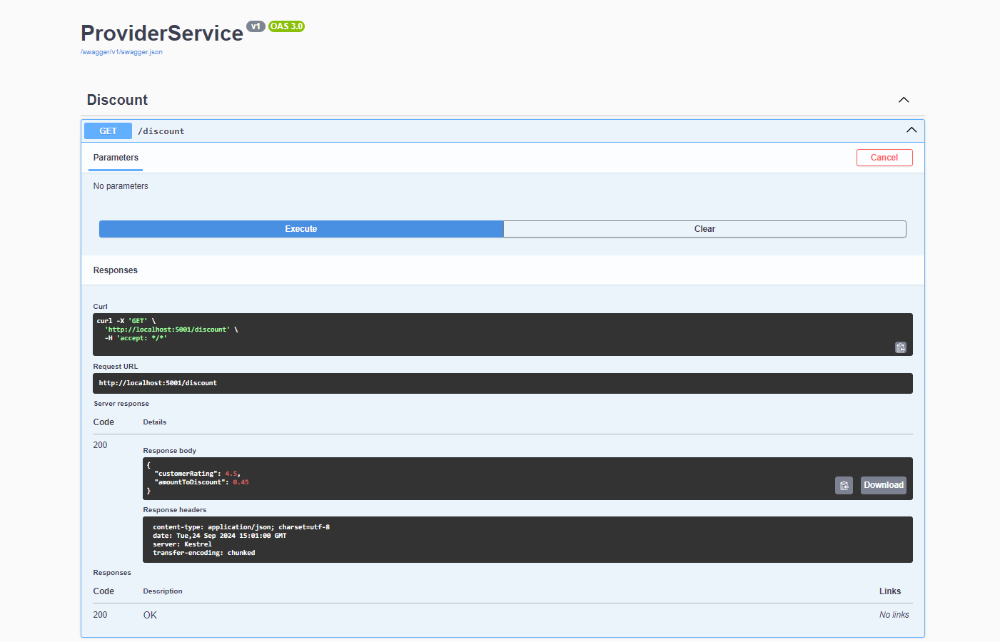 ProviderService v1 OAS 3.0
/swagger/v1/swagger.json
Discount
GET /discount
Parameters Cancel
No parameters
Execute Clear
Responses
Curl
curl -X 'GET' \
  'http://localhost:5001/discount' \
  -H 'accept: */*'
Request URL
http://localhost:5001/discount
Server response
Code Details
200
Response body
{
  "customerRating": 4.5,
  "amountToDiscount": 0.45
}
Download
Response headers
content-type: application/json; charset=utf-8
date: Tue,24 Sep 2024 15:01:00 GMT
server: Kestrel
transfer-encoding: chunked
Responses
Code Description Links
200 OK No links